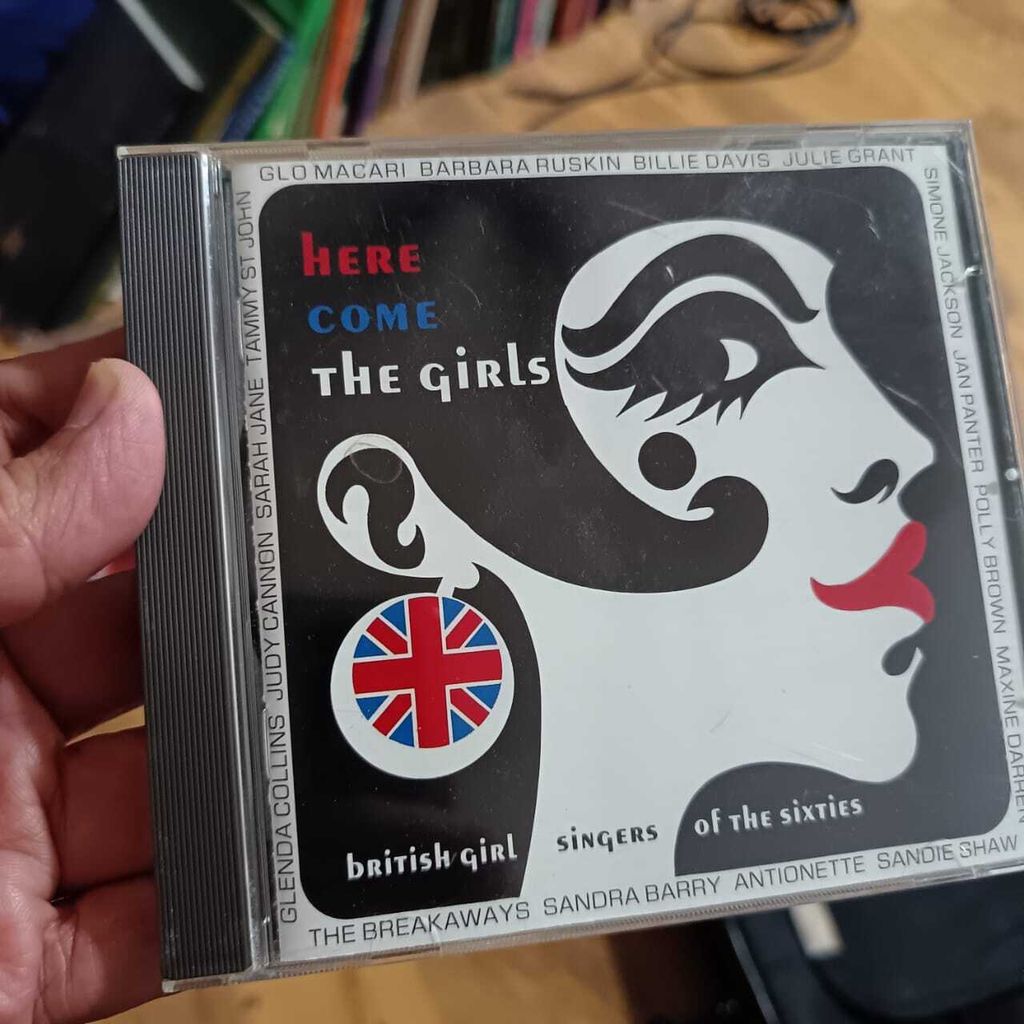 GLO MACARI BARBARA RUSKIN BILLIE DAVIS JULIE GRANT
SIMONE JACKSON JAN PANTER POLLY BROWN MAXINE DARREN
HERE
COME
THE GIRLS
BRITISH GIRL SINGERS OF THE SIXTIES
THE BREAKAWAYS SANDRA BARRY ANTIONETTE SANDIE SHAW
GLENDA COLLINS JUDY CANNON SARAH JANE TAMMY ST JOHN